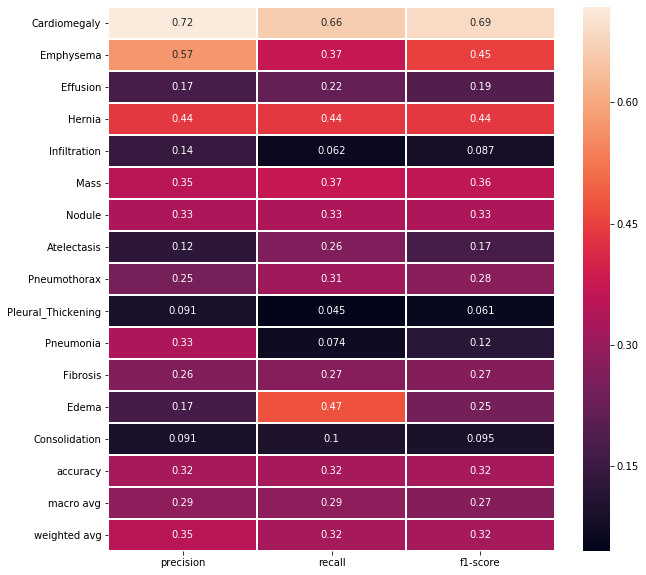 Cardiomegaly 0.72 0.66 0.69
Emphysema 0.57 0.37 0.45
Effusion 0.17 0.22 0.19
Hernia 0.44 0.44 0.44
Infiltration 0.14 0.062 0.087
Mass 0.35 0.37 0.36
Nodule 0.33 0.33 0.33
Atelectasis 0.12 0.26 0.17
Pneumothorax 0.25 0.31 0.28
Pleural_Thickening 0.091 0.045 0.061
Pneumonia 0.33 0.074 0.12
Fibrosis 0.26 0.27 0.27
Edema 0.17 0.47 0.25
Consolidation 0.091 0.1 0.095
accuracy 0.32 0.32 0.32
macro avg 0.29 0.29 0.27
weighted avg 0.35 0.32 0.32
precision recall f1-score
0.60
0.45
0.30
0.15